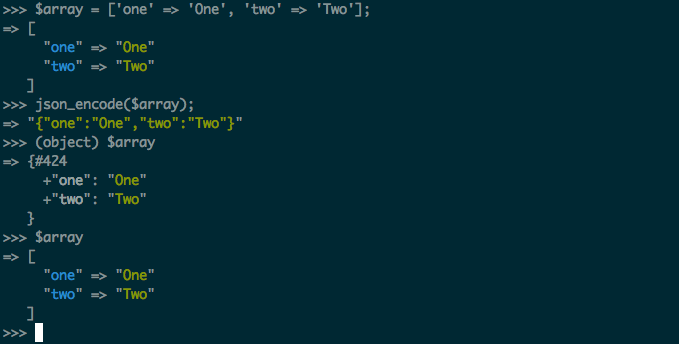 >>> $array = ['one' => 'One', 'two' => 'Two'];
=> [
     "one" => "One"
     "two" => "Two"
   ]
>>> json_encode($array);
=> "{"one":"One","two":"Two"}"
>>> (object) $array
=> {#424
     +"one": "One"
     +"two": "Two"
   }
>>> $array
=> [
     "one" => "One"
     "two" => "Two"
   ]
>>>